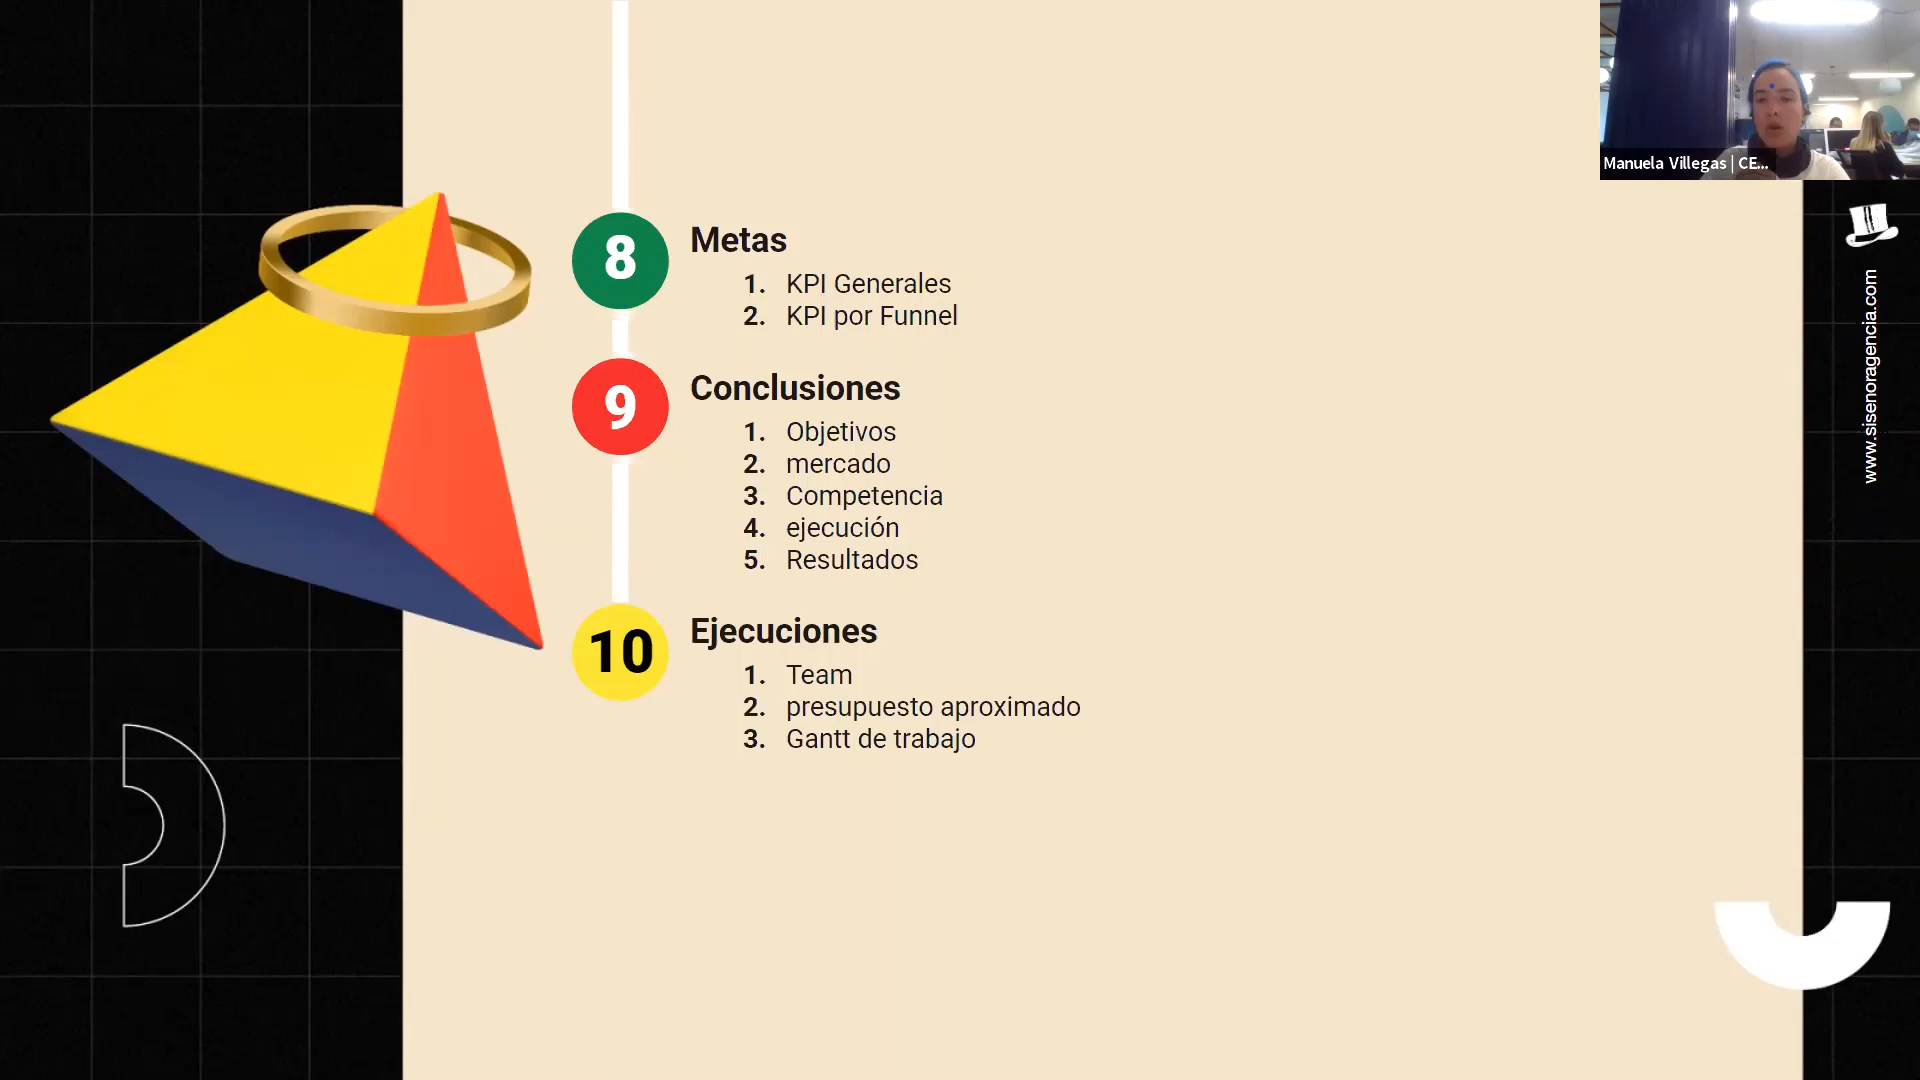 Manuela Villegas | CE...
www.sisenoragencia.com
8
Metas
1. KPI Generales
2. KPI por Funnel
9
Conclusiones
1. Objetivos
2. mercado
3. Competencia
4. ejecución
5. Resultados
10
Ejecuciones
1. Team
2. presupuesto aproximado
3. Gantt de trabajo